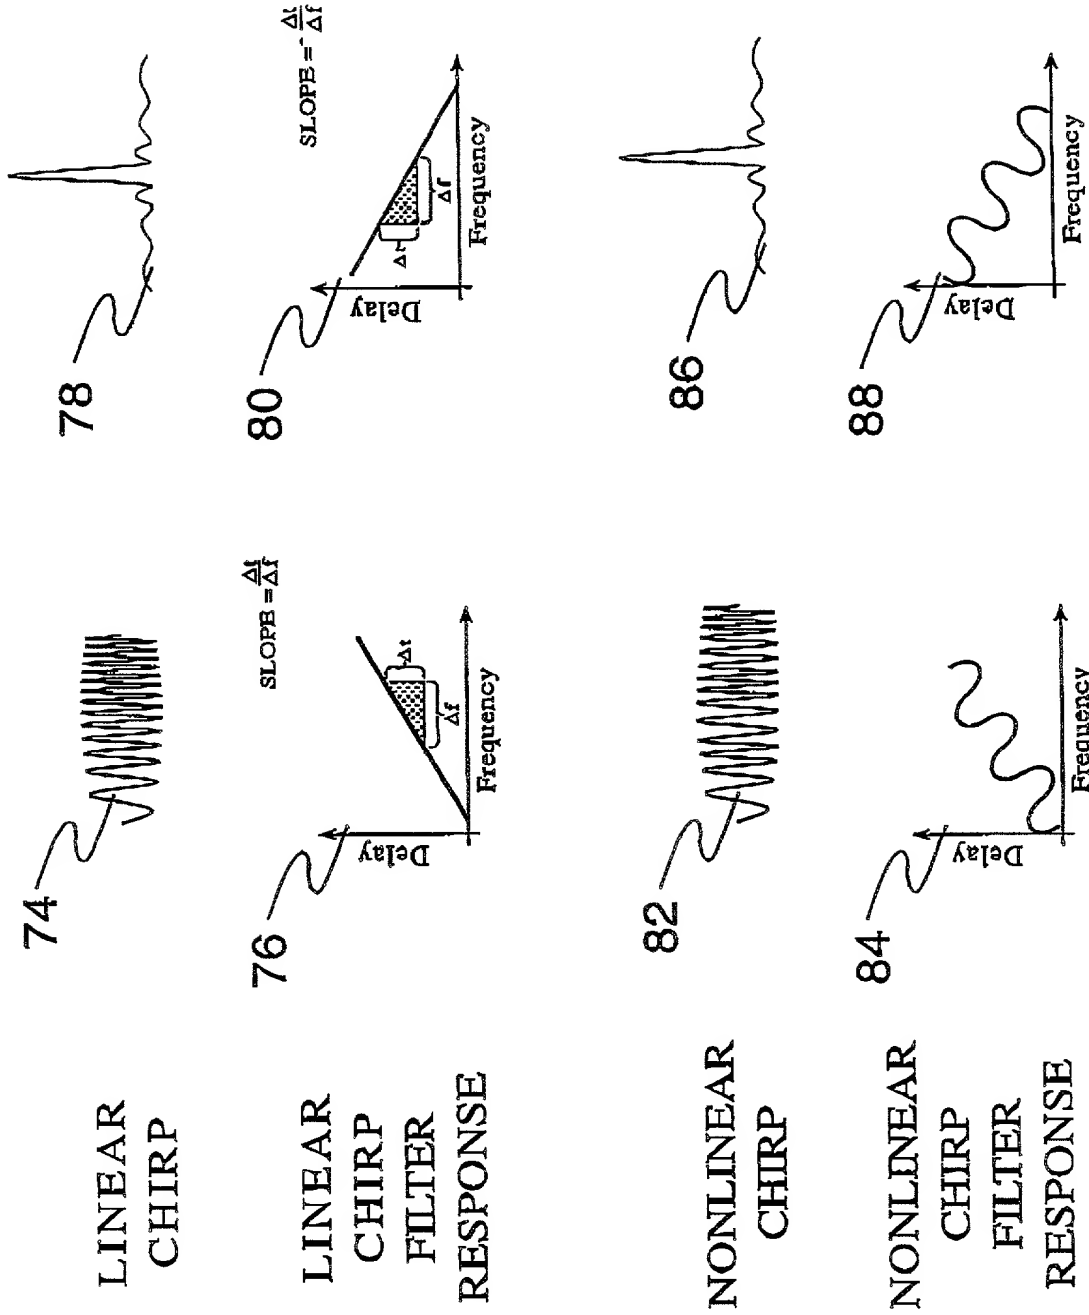 LINEAR
CHIRP
74
78
LINEAR
CHIRP
FILTER
RESPONSE
76
SLOPE = Δt/Δf
Delay
Δt
Δf
Frequency
80
SLOPE =- Δt/Δf
Delay
Δt
Δf
Frequency
NONLINEAR
CHIRP
82
86
NONLINEAR
CHIRP
FILTER
RESPONSE
84
Delay
Frequency
88
Delay
Frequency